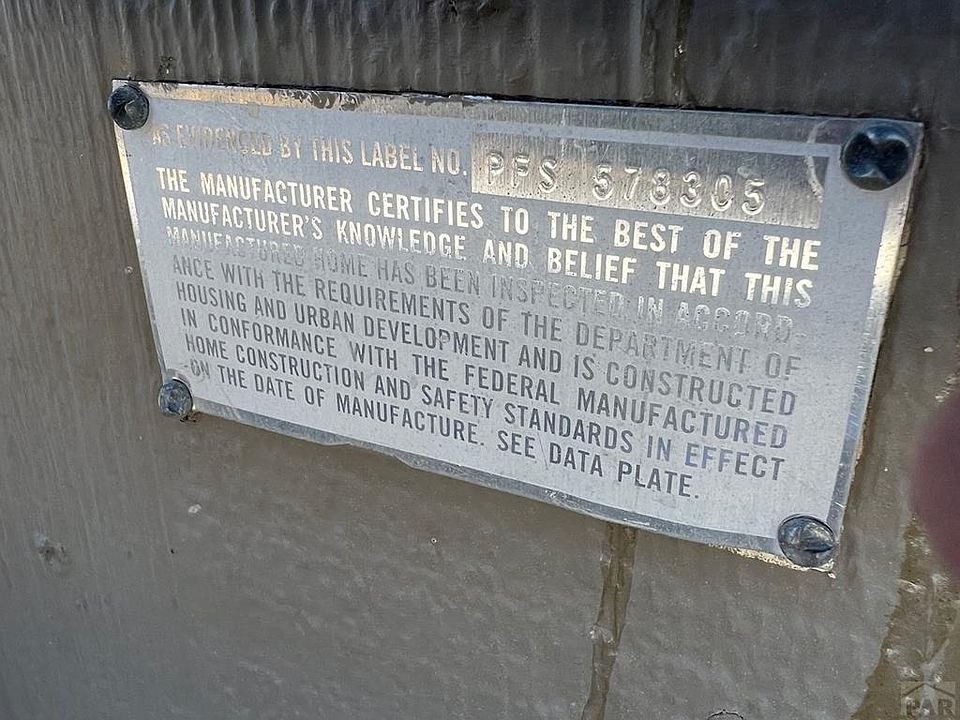 AS EVIDENCED BY THIS LABEL NO. PFS 578305
THE MANUFACTURER CERTIFIES TO THE BEST OF THE
MANUFACTURER'S KNOWLEDGE AND BELIEF THAT THIS
MANUFACTURED HOME HAS BEEN INSPECTED IN ACCORD
ANCE WITH THE REQUIREMENTS OF THE DEPARTMENT OF
HOUSING AND URBAN DEVELOPMENT AND IS CONSTRUCTED
IN CONFORMANCE WITH THE FEDERAL MANUFACTURED
HOME CONSTRUCTION AND SAFETY STANDARDS IN EFFECT
ON THE DATE OF MANUFACTURE. SEE DATA PLATE.
PAR